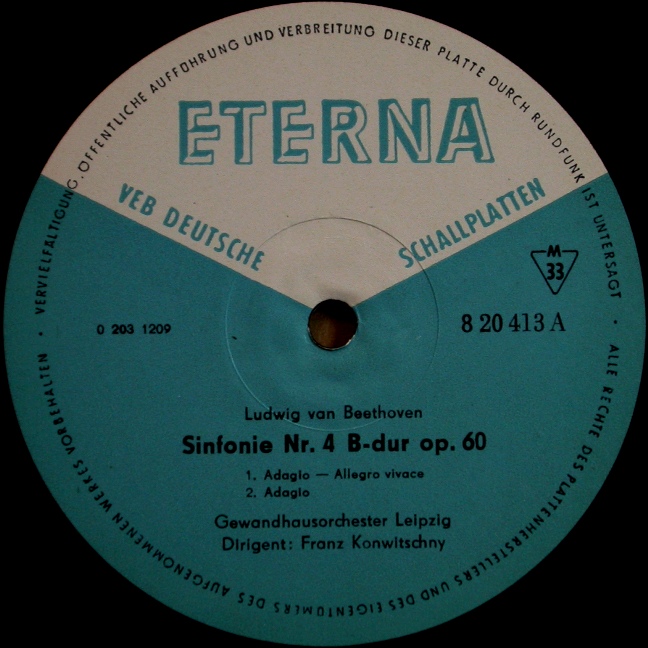 VERVIELFÄLTIGUNG, ÖFFENTLICHE AUFFÜHRUNG UND VERBREITUNG DIESER PLATTE DURCH RUNDFUNK IST UNTERSAGT • ALLE RECHTE DES PLATTENHERSTELLERS UND DES EIGENTÜMERS DES AUFGENOMMENEN WERKES VORBEHALTEN •
ETERNA
VEB DEUTSCHE SCHALLPLATTEN
M
33
0 203 1209
8 20 413 A
Ludwig van Beethoven
Sinfonie Nr. 4 B-dur op. 60
1. Adagio — Allegro vivace
2. Adagio
Gewandhausorchester Leipzig
Dirigent: Franz Konwitschny